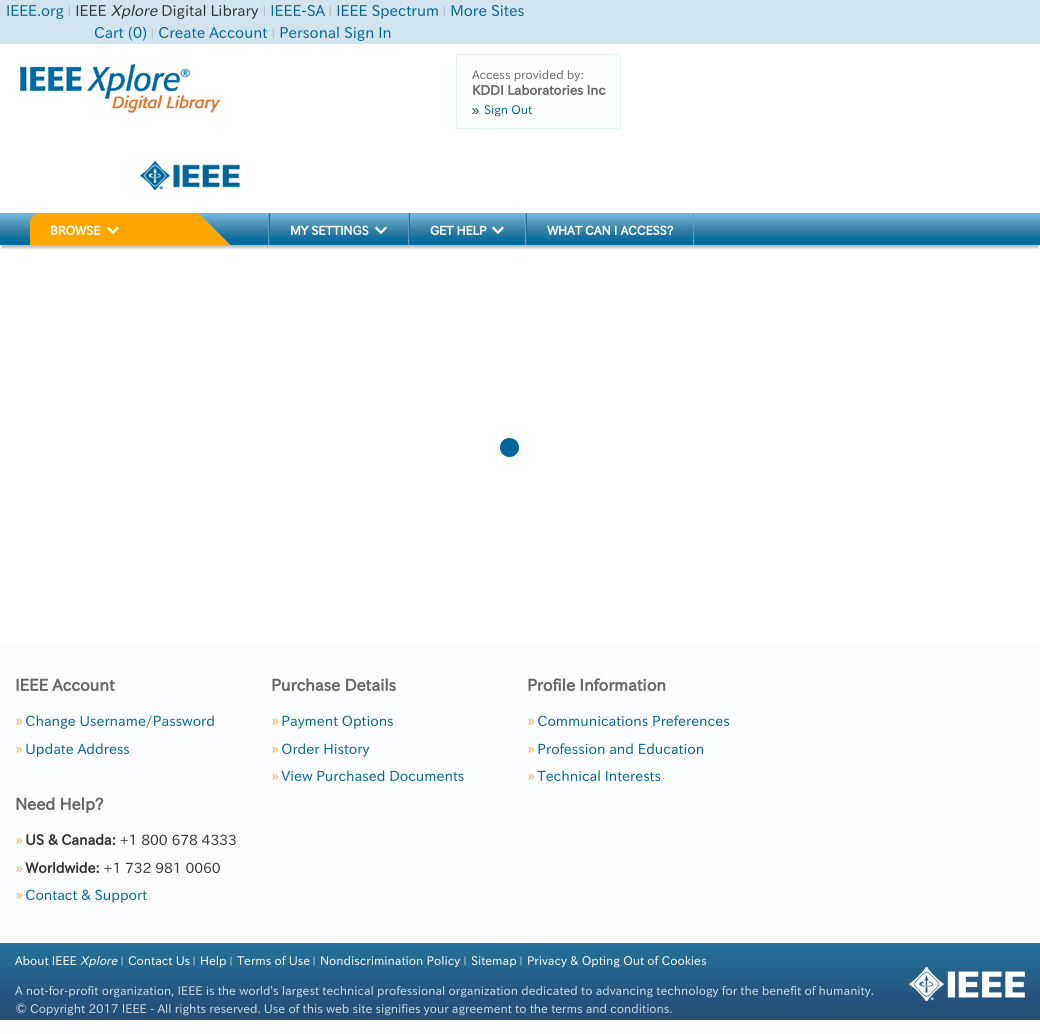 IEEE.org | IEEE Xplore Digital Library | IEEE-SA | IEEE Spectrum | More Sites
Cart (0) | Create Account | Personal Sign In
IEEE Xplore®
Digital Library
Access provided by:
KDDI Laboratories Inc
» Sign Out
IEEE
BROWSE
MY SETTINGS
GET HELP
WHAT CAN I ACCESS?
IEEE Account
» Change Username/Password
» Update Address
Purchase Details
» Payment Options
» Order History
» View Purchased Documents
Profile Information
» Communications Preferences
» Profession and Education
» Technical Interests
Need Help?
» US & Canada: +1 800 678 4333
» Worldwide: +1 732 981 0060
» Contact & Support
About IEEE Xplore | Contact Us | Help | Terms of Use | Nondiscrimination Policy | Sitemap | Privacy & Opting Out of Cookies
A not-for-profit organization, IEEE is the world's largest technical professional organization dedicated to advancing technology for the benefit of humanity.
© Copyright 2017 IEEE - All rights reserved. Use of this web site signifies your agreement to the terms and conditions.
IEEE